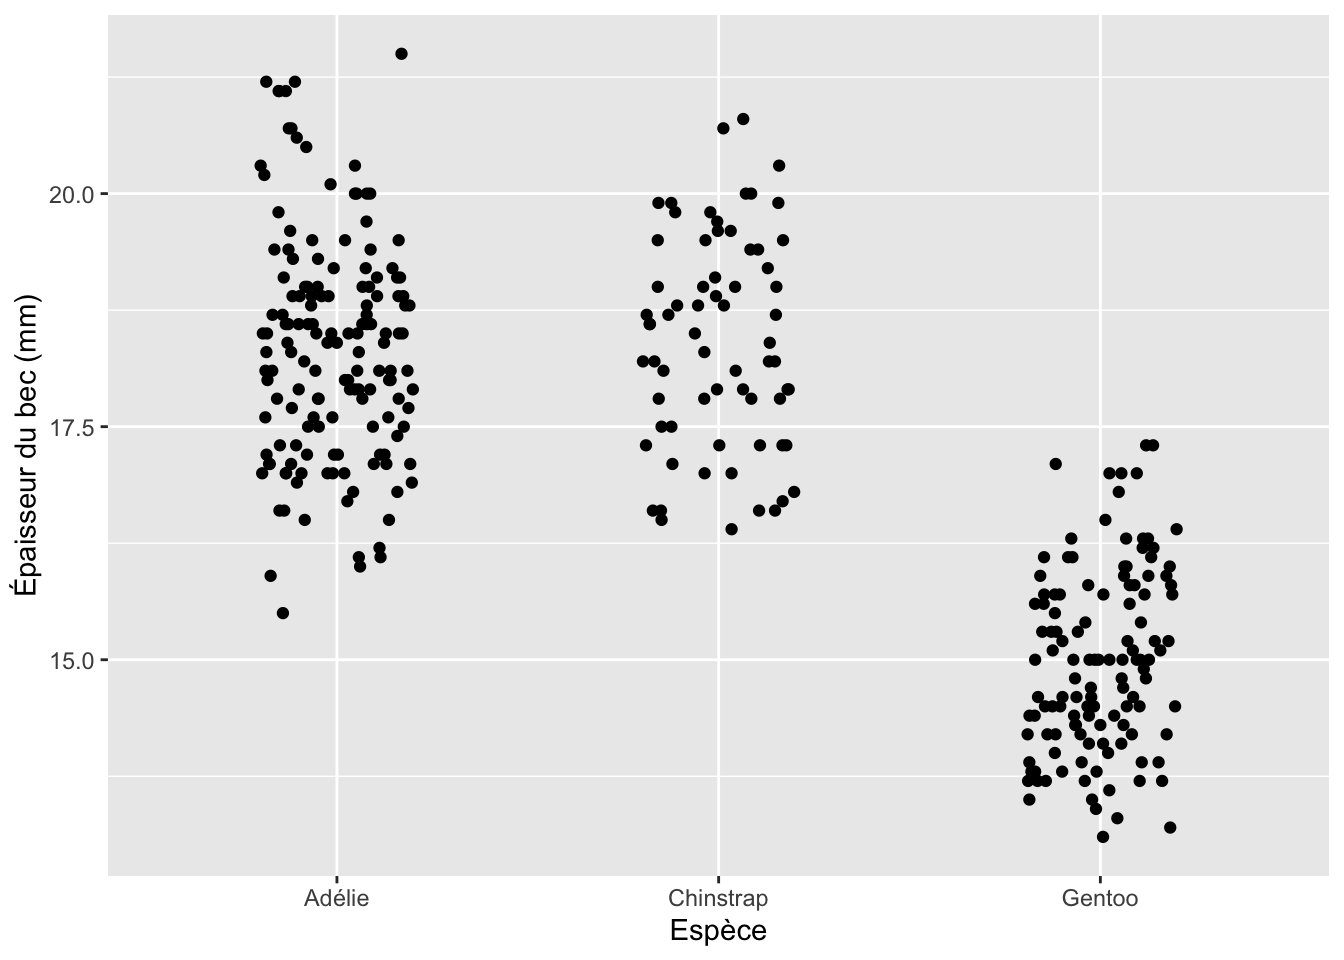 Épaisseur du bec (mm)
20.0
17.5
15.0
Adélie
Chinstrap
Gentoo
Espèce